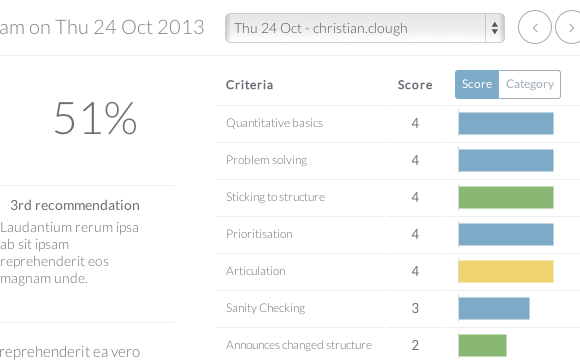 am on Thu 24 Oct 2013
Thu 24 Oct - christian.clough
51%
3rd recommendation
Laudantium rerum ipsa
ab sit ipsam
reprehenderit eos
magnam unde.
reprehenderit ea vero
Criteria Score Score Category
Quantitative basics 4
Problem solving 4
Sticking to structure 4
Prioritisation 4
Articulation 4
Sanity Checking 3
Announces changed structure 2